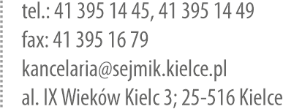 tel.: 41 395 14 45, 41 395 14 49
fax: 41 395 16 79
kancelaria@sejmik.kielce.pl
al. IX Wieków Kielc 3; 25-516 Kielce